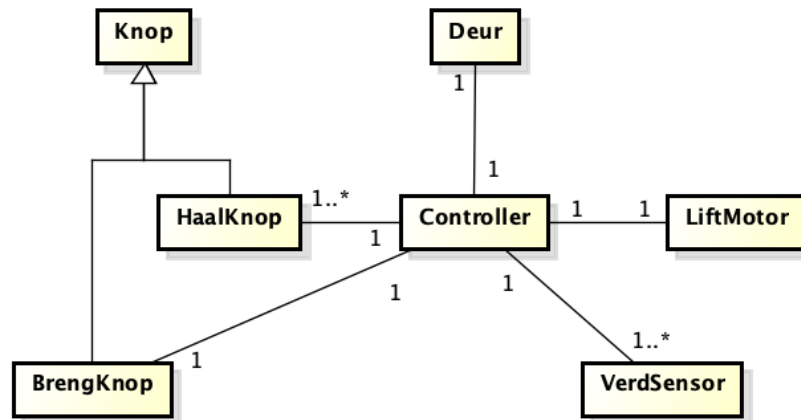 Knop
Deur
1
1
HaalKnop
1..*
1
Controller
1
1
LiftMotor
1
1
1
1..*
BrengKnop
VerdSensor